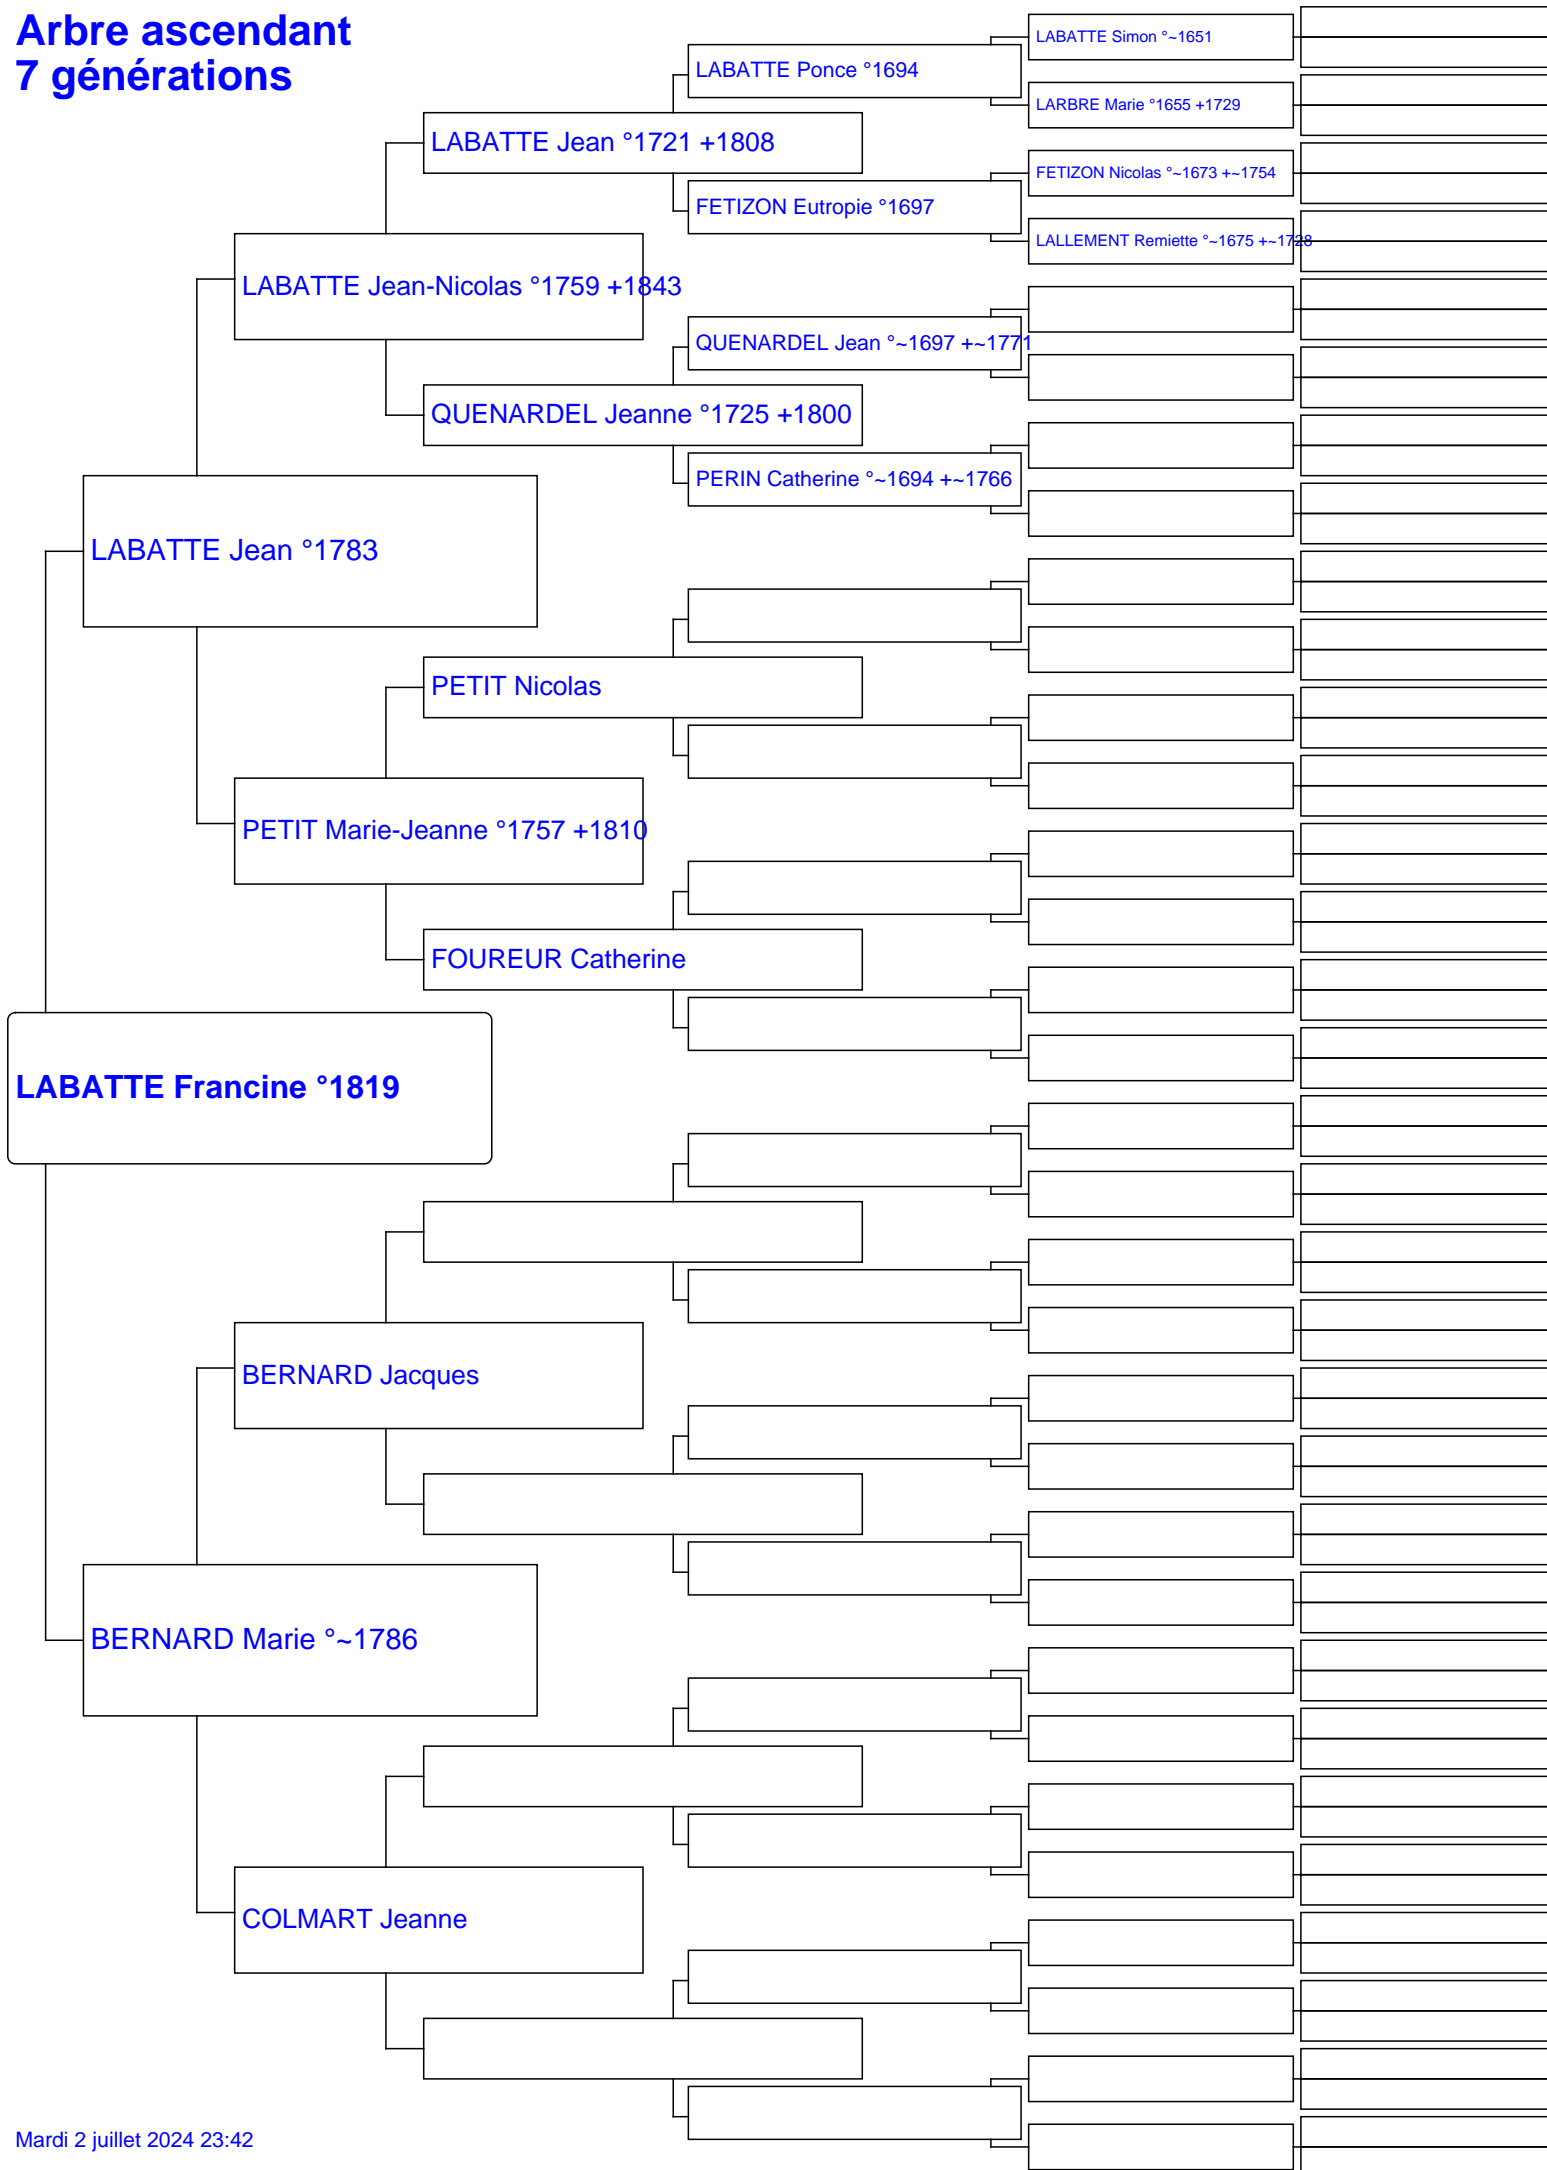 Arbre ascendant
7 générations
LABATTE Simon °~1651
LABATTE Ponce °1694
LARBRE Marie °1655 +1729
LABATTE Jean °1721 +1808
FETIZON Nicolas °~1673 +~1754
FETIZON Eutropie °1697
LALLEMENT Remiette °~1675 +~1728
LABATTE Jean-Nicolas °1759 +1843
QUENARDEL Jean °~1697 +~1771
QUENARDEL Jeanne °1725 +1800
PERIN Catherine °~1694 +~1766
LABATTE Jean °1783
PETIT Nicolas
PETIT Marie-Jeanne °1757 +1810
FOUREUR Catherine
LABATTE Francine °1819
BERNARD Jacques
BERNARD Marie °~1786
COLMART Jeanne
Mardi 2 juillet 2024 23:42